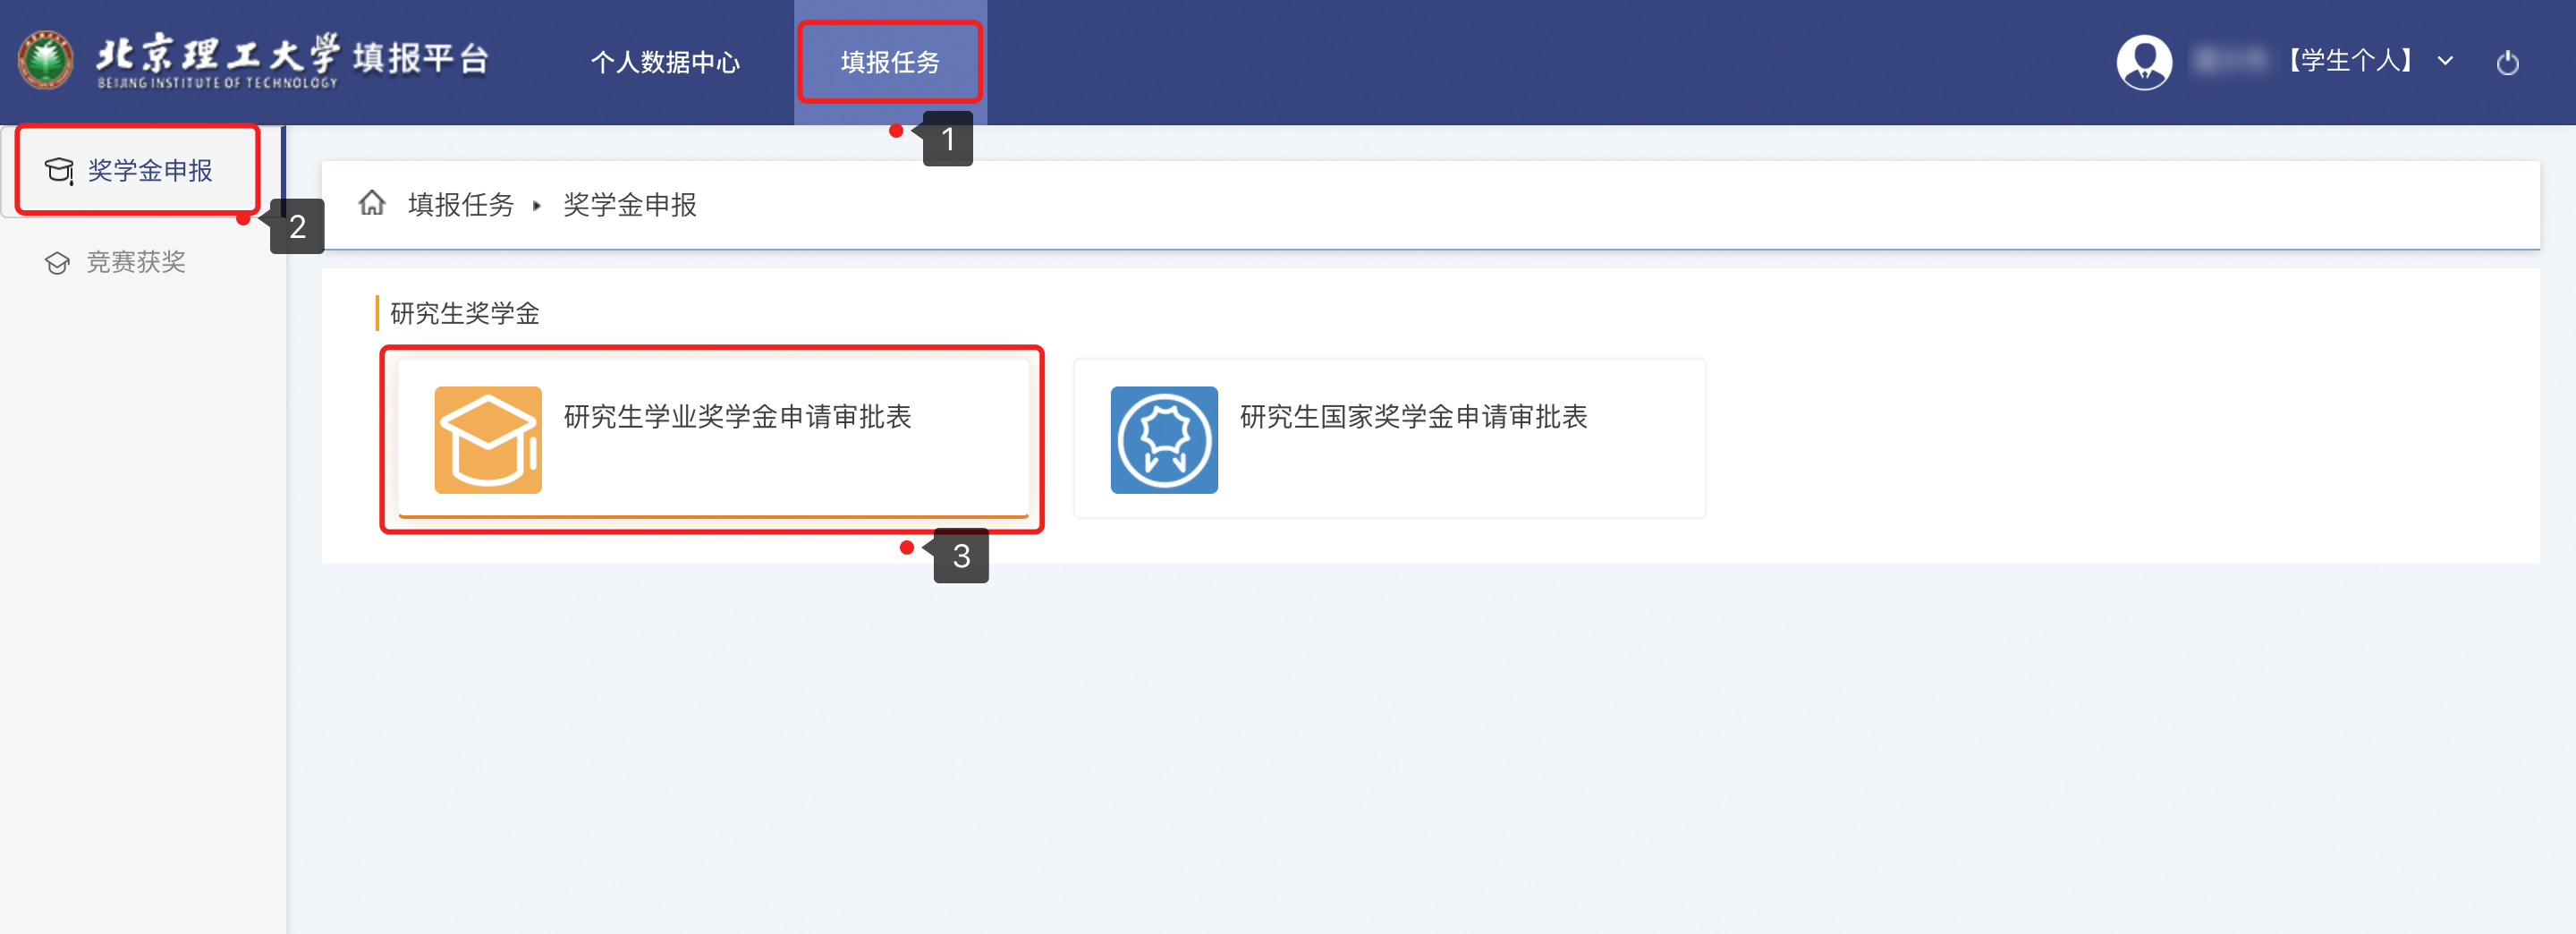 北京理工大学 填报平台
BEIJING INSTITUTE OF TECHNOLOGY
个人数据中心
填报任务
【学生个人】
1
奖学金申报
2
竞赛获奖
填报任务 ▸ 奖学金申报
研究生奖学金
研究生学业奖学金申请审批表
研究生国家奖学金申请审批表
3